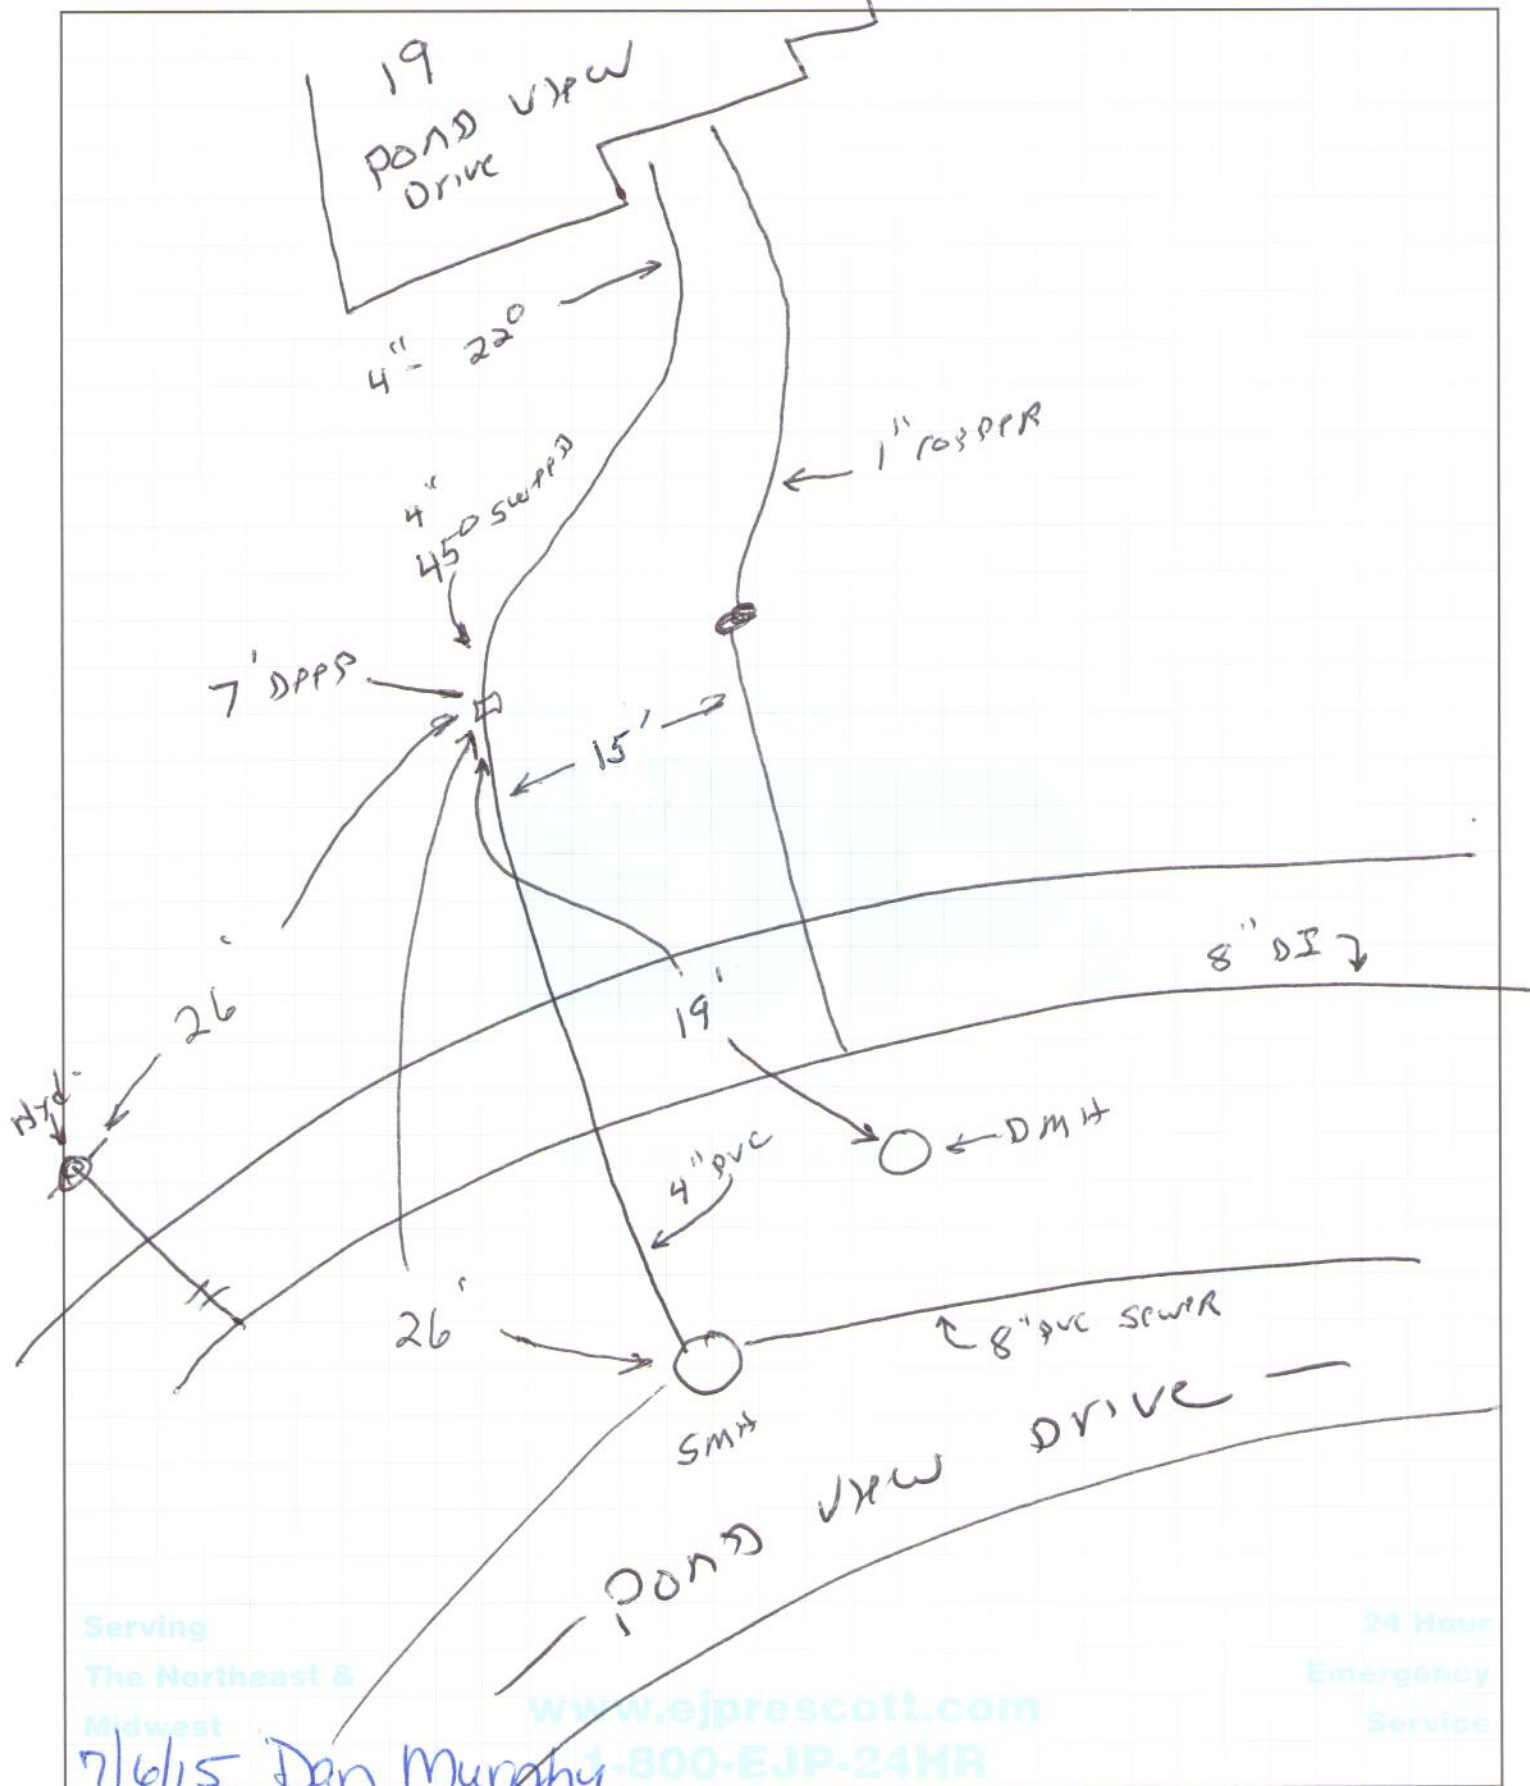 19
POND VIEW
Drive
4"- 22°
1" COPPER
4"
45° SWEEP
7' DEEP
15'
8" DI
26'
19'
Hyd.
DMH
4" PVC
26'
8" PVC SEWER
SMH
POND VIEW DRIVE
Serving
The Northeast &
Midwest
24 Hour
Emergency
Service
www.ejprescott.com
1-800-EJP-24HR
7/6/15 Dan Murphy